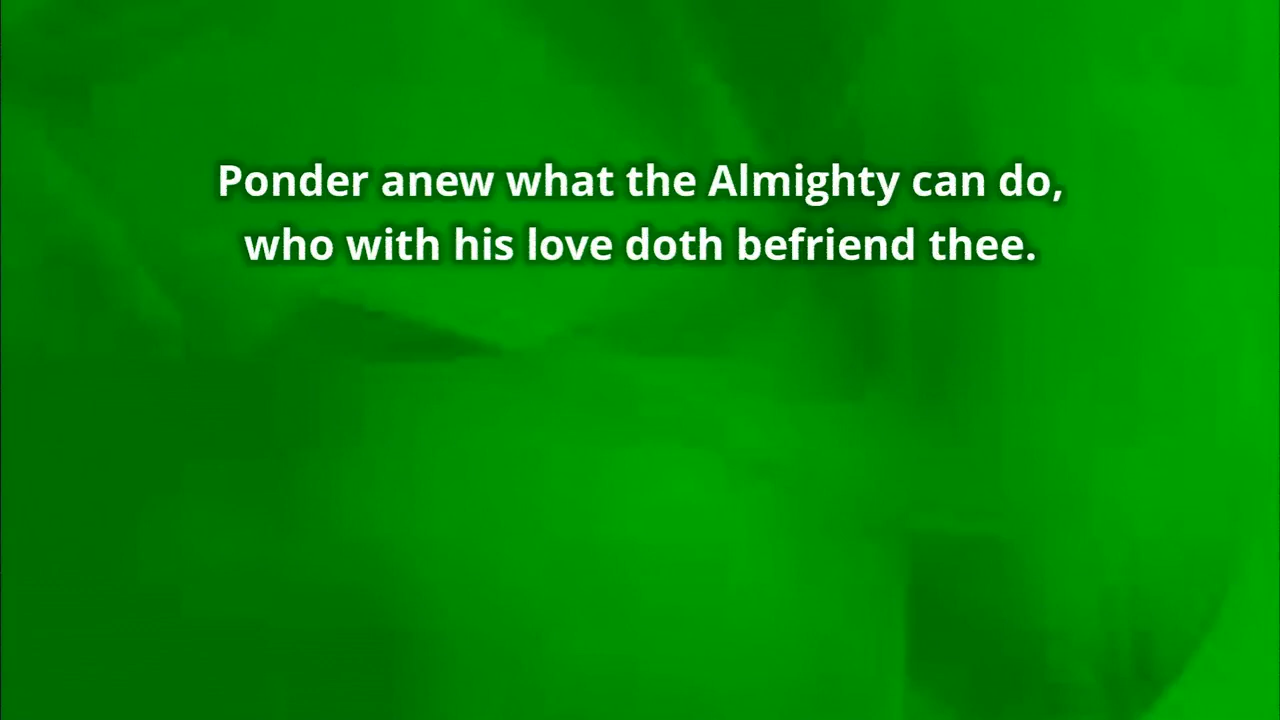 Ponder anew what the Almighty can do,
who with his love doth befriend thee.